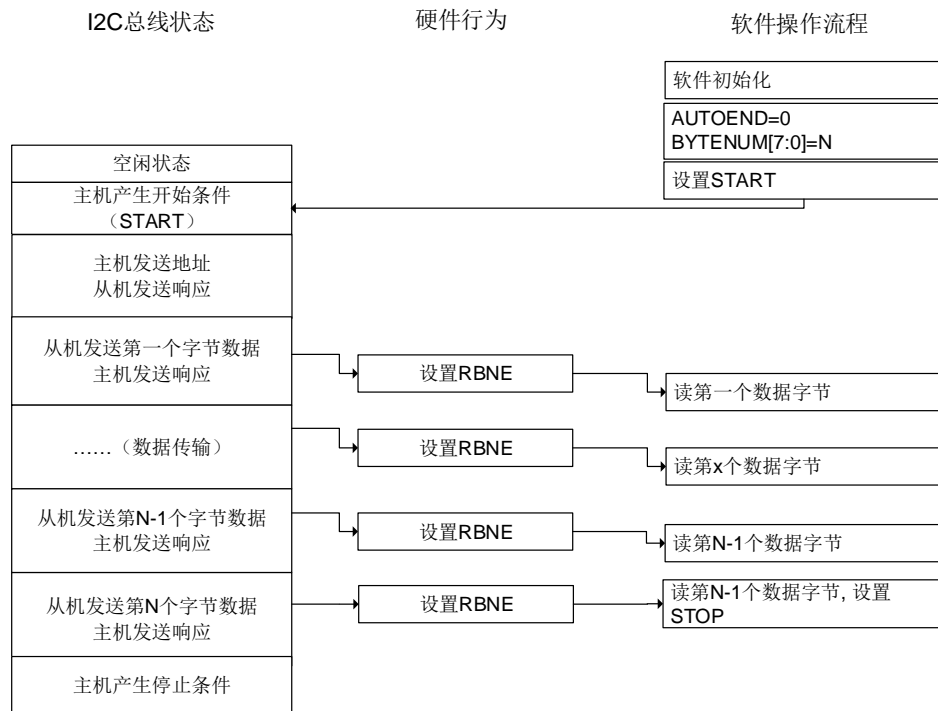 I2C总线状态
硬件行为
软件操作流程
软件初始化
AUTOEND=0
BYTENUM[7:0]=N
空闲状态
设置START
主机产生开始条件
（START）
主机发送地址
从机发送响应
从机发送第一个字节数据
主机发送响应
设置RBNE
读第一个数据字节
……（数据传输）
设置RBNE
读第x个数据字节
从机发送第N-1个字节数据
主机发送响应
设置RBNE
读第N-1个数据字节
从机发送第N个字节数据
主机发送响应
设置RBNE
读第N-1个数据字节, 设置
STOP
主机产生停止条件